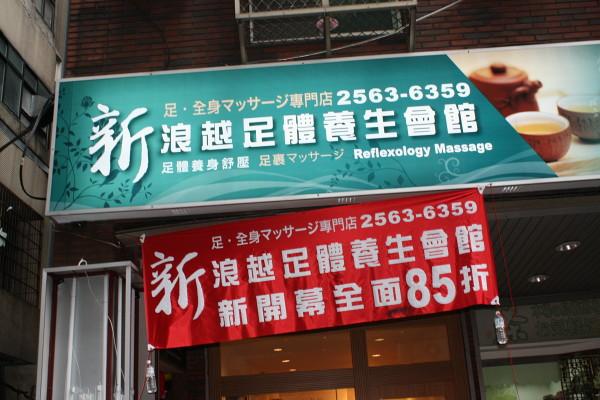 足・全身マッサージ專門店 2563-6359
新 浪越足體養生會館
足體養身舒壓 足裏マッサージ Reflexology Massage
足・全身マッサージ專門店 2563-6359
新 浪越足體養生會館
新開幕全面85折